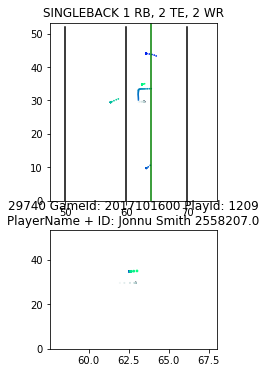 SINGLEBACK 1 RB, 2 TE, 2 WR
50
40
30
20
10
0
50 60 70
29740 GameId: 2017101600 PlayId: 1209
PlayerName + ID: Jonnu Smith 2558207.0
40
20
0
60.0 62.5 65.0 67.5